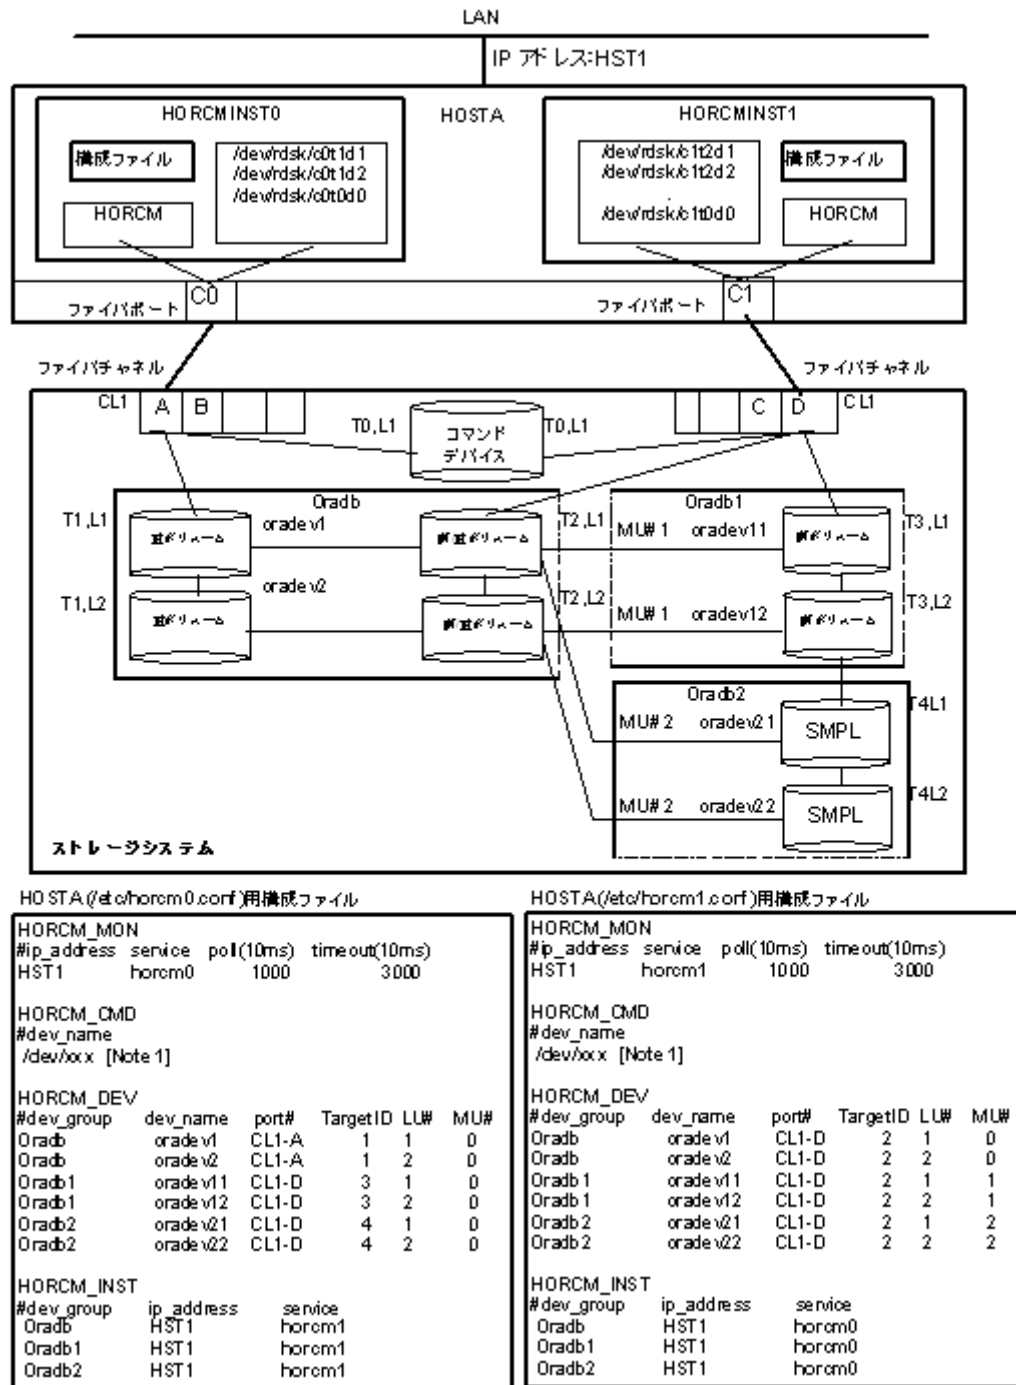 LAN
IP アドレス:HST1
HORCMINST0
HOSTA
HORCMINST1
構成ファイル
/dev/rdsk/c0t1d1
/dev/rdsk/c0t1d2
/dev/rdsk/c0t0d0
HORCM
/dev/rdsk/c1t2d1
/dev/rdsk/c1t2d2
/dev/rdsk/c1t0d0
構成ファイル
HORCM
ファイバポート
C0
ファイバポート
C1
ファイバチャネル
ファイバチャネル
CL1
A
B
T0,L1
コマンド
デバイス
T0,L1
C
D
CL1
Oradb
Oradb1
T1,L1
正ボリューム
oradev1
T2,L1
MU# 1
oradev11
T3,L1
T1,L2
正ボリューム
oradev2
T2,L2
MU# 1
oradev12
T3,L2
Oradb2
MU# 2
oradev21
SMPL
T4L1
MU# 2
oradev22
SMPL
T4L2
ストレージシステム
HOSTA(/etc/horcm0.conf)用構成ファイル
HORCM_MON
#ip_address service poll(10ms) timeout(10ms)
HST1 horcm0 1000 3000
HORCM_CMD
#dev_name
/dev/xxx [Note 1]
HORCM_DEV
#dev_group dev_name port# TargetID LU# MU#
Oradb oradev1 CL1-A 1 1 0
Oradb oradev2 CL1-A 1 2 0
Oradb1 oradev11 CL1-D 3 1 0
Oradb1 oradev12 CL1-D 3 2 0
Oradb2 oradev21 CL1-D 4 1 0
Oradb2 oradev22 CL1-D 4 2 0
HORCM_INST
#dev_group ip_address service
Oradb HST1 horcm1
Oradb1 HST1 horcm1
Oradb2 HST1 horcm1
HOSTA(/etc/horcm1.conf)用構成ファイル
HORCM_MON
#ip_address service poll(10ms) timeout(10ms)
HST1 horcm1 1000 3000
HORCM_CMD
#dev_name
/dev/xxx [Note 1]
HORCM_DEV
#dev_group dev_name port# TargetID LU# MU#
Oradb oradev1 CL1-D 2 1 0
Oradb oradev2 CL1-D 2 2 0
Oradb1 oradev11 CL1-D 2 1 1
Oradb1 oradev12 CL1-D 2 2 1
Oradb2 oradev21 CL1-D 2 1 2
Oradb2 oradev22 CL1-D 2 2 2
HORCM_INST
#dev_group ip_address service
Oradb HST1 horcm0
Oradb1 HST1 horcm0
Oradb2 HST1 horcm0